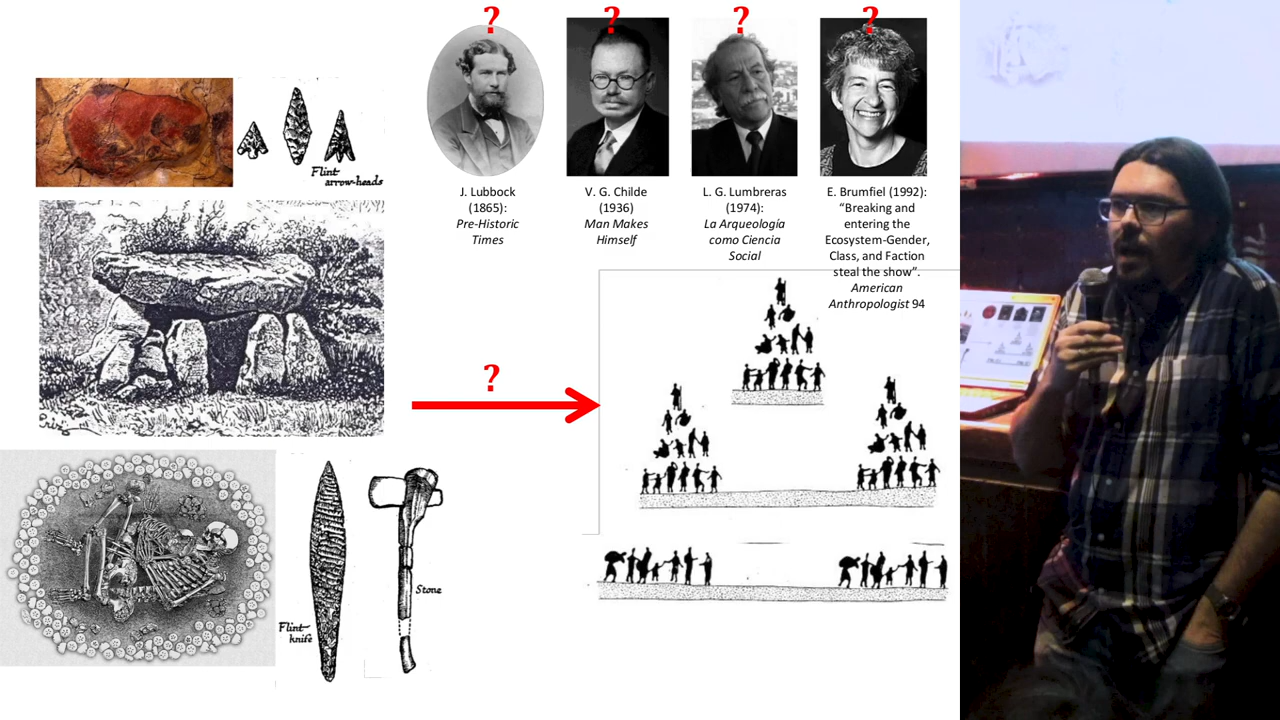 ?
?
?
?
J. Lubbock
(1865):
Pre-Historic
Times
V. G. Childe
(1936)
Man Makes
Himself
L. G. Lumbreras
(1974):
La Arqueología
como Ciencia
Social
E. Brumfiel (1992):
“Breaking and
entering the
Ecosystem-Gender,
Class, and Faction
steal the show”.
American
Anthropologist 94
Flint
arrow-heads
?
Flint
knife
Stone